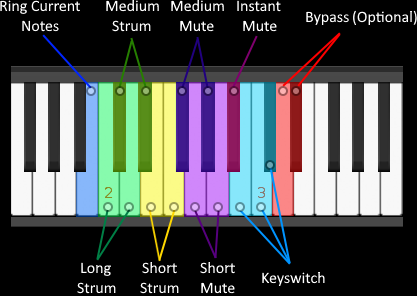 Ring Current
Notes
Medium
Strum
Medium
Mute
Instant
Mute
Bypass (Optional)
2
3
Long
Strum
Short
Strum
Short
Mute
Keyswitch